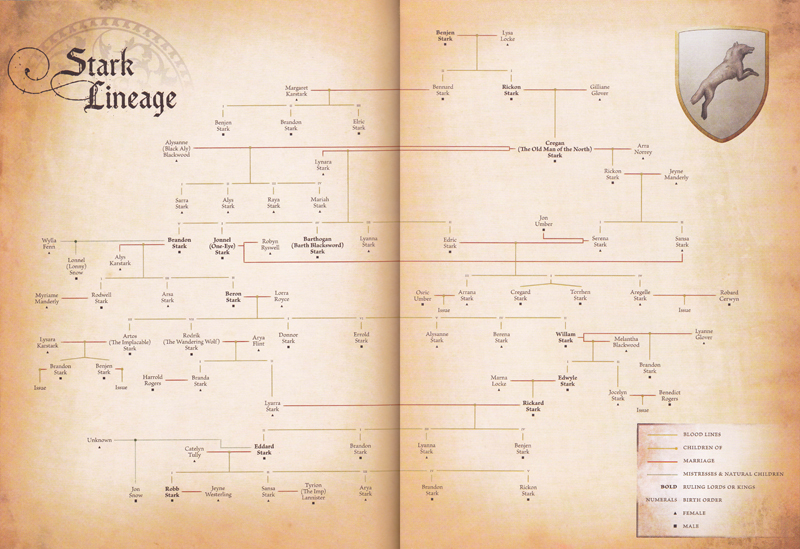 Stark
Lineage
Benjen
Stark
Lysa
Locke
Margaret
Karstark
Bennard
Stark
Rickon
Stark
Gilliane
Glover
Benjen
Stark
Brandon
Stark
Elric
Stark
Alysanne
(Black Aly)
Blackwood
Lynara
Stark
Cregan
(The Old Man of the North)
Stark
Arra
Norrey
Rickon
Stark
Jeyne
Manderly
Sarra
Stark
Alys
Stark
Raya
Stark
Mariah
Stark
Jon
Umber
Wylla
Fenn
Lonnel
(Lonny)
Snow
Alys
Karstark
Brandon
Stark
Jonnel
(One-Eye)
Stark
Robyn
Ryswell
Barthogan
(Barth Blacksword)
Stark
Lyanna
Stark
Edric
Stark
Serena
Stark
Sansa
Stark
Myriame
Manderly
Rodwell
Stark
Arsa
Stark
Beron
Stark
Lorra
Royce
Osric
Umber
Arrana
Stark
Issue
Cregard
Stark
Torrhen
Stark
Aregelle
Stark
Robard
Cerwyn
Issue
Lysara
Karstark
Artos
(The Implacable)
Stark
Rodrik
(The Wandering Wolf)
Stark
Arya
Flint
Donnor
Stark
Errold
Stark
Alysanne
Stark
Berena
Stark
Willam
Stark
Melantha
Blackwood
Lyanne
Glover
Brandon
Stark
Brandon
Stark
Benjen
Stark
Issue
Issue
Harrold
Rogers
Branda
Stark
Marna
Locke
Edwyle
Stark
Jocelyn
Stark
Benedict
Rogers
Issue
Lyarra
Stark
Rickard
Stark
Unknown
Catelyn
Tully
Eddard
Stark
Brandon
Stark
Lyanna
Stark
Benjen
Stark
Jon
Snow
Robb
Stark
Jeyne
Westerling
Sansa
Stark
Tyrion
(The Imp)
Lannister
Arya
Stark
Brandon
Stark
Rickon
Stark
BLOOD LINES
CHILDREN OF
MARRIAGE
MISTRESSES & NATURAL CHILDREN
BOLD RULING LORDS OR KINGS
NUMERALS BIRTH ORDER
FEMALE
MALE